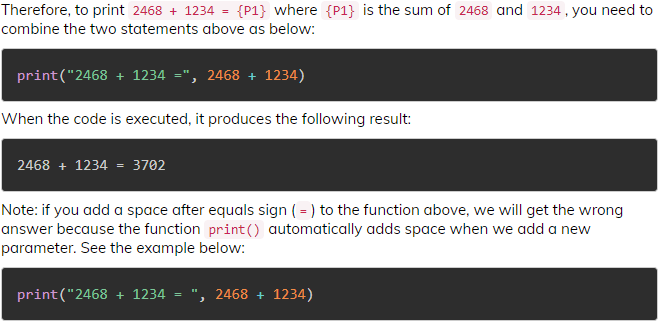 Therefore, to print 2468 + 1234 = {P1} where {P1} is the sum of 2468 and 1234 , you need to
combine the two statements above as below:
print("2468 + 1234 =", 2468 + 1234)
When the code is executed, it produces the following result:
2468 + 1234 = 3702
Note: if you add a space after equals sign ( = ) to the function above, we will get the wrong
answer because the function print() automatically adds space when we add a new
parameter. See the example below:
print("2468 + 1234 = ", 2468 + 1234)